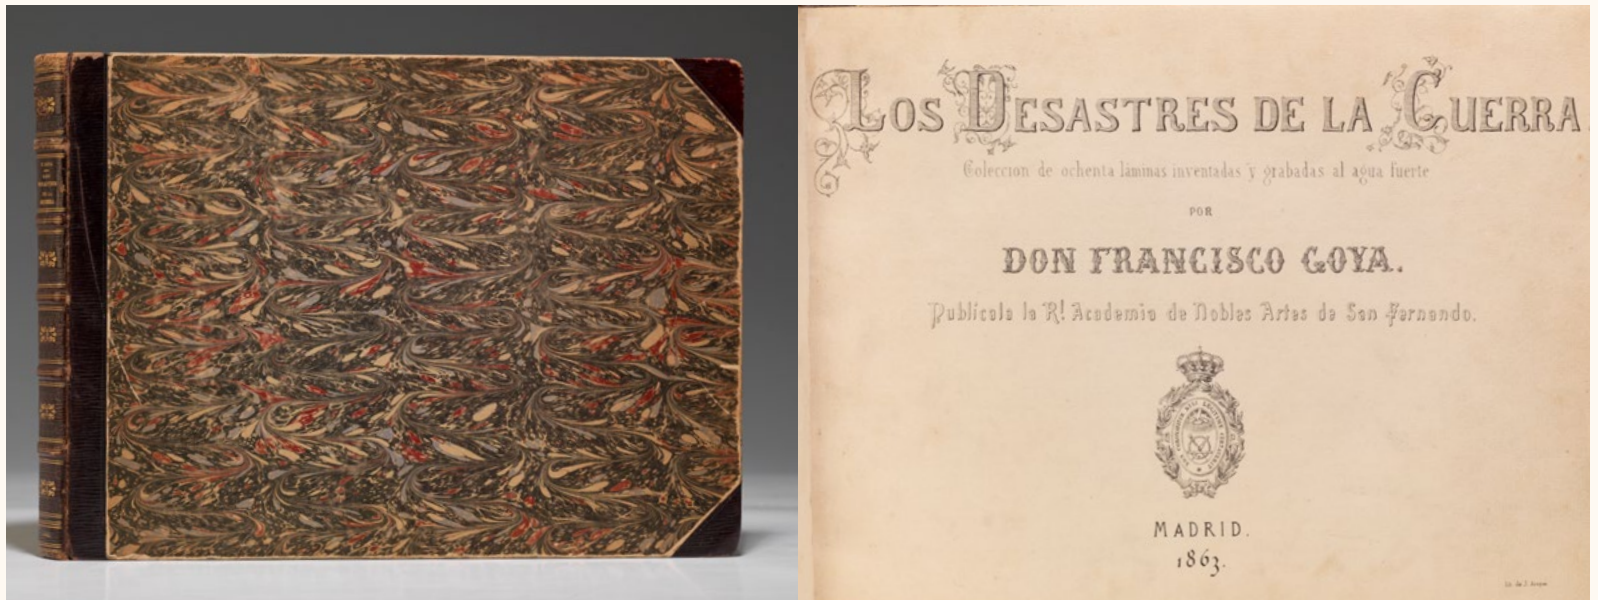 LOS DESASTRES DE LA GUERRA
Coleccion de ochenta láminas inventadas y grabadas al agua fuerte
POR
DON FRANCISCO GOYA.
Publícala la Rl. Academia de Nobles Artes de San Fernando.
MADRID.
1863.